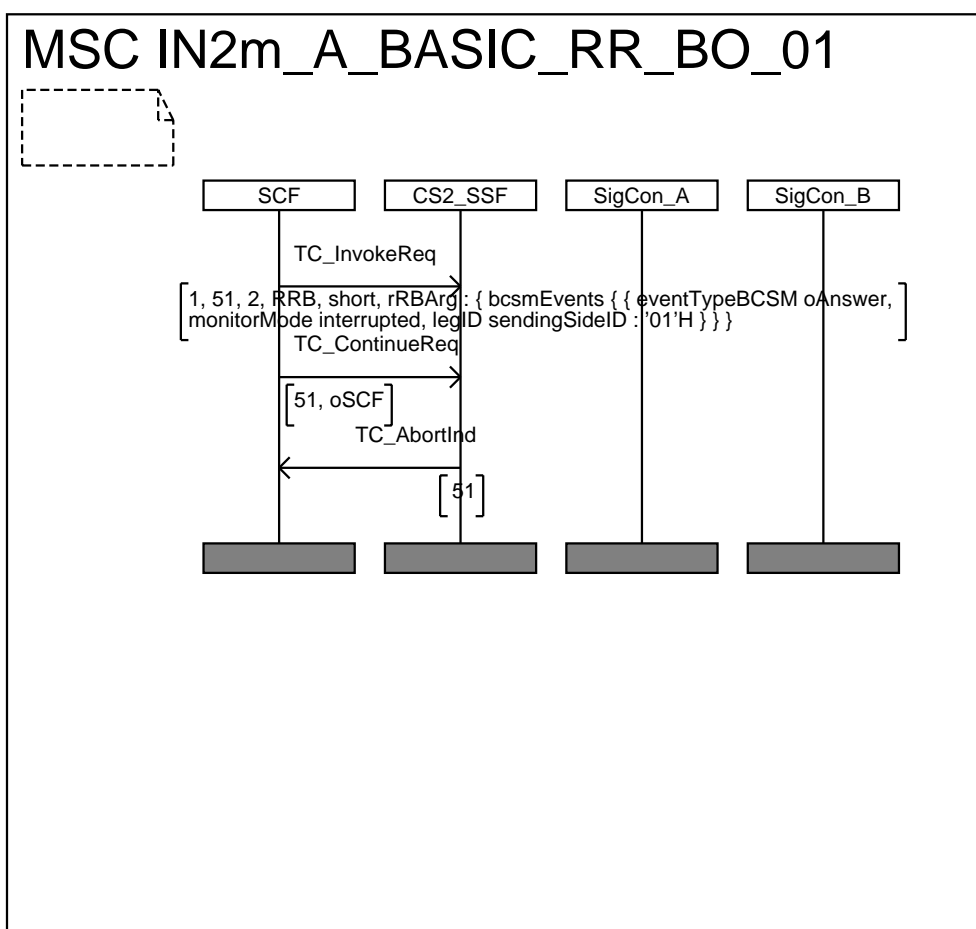 MSC IN2m_A_BASIC_RR_BO_01
SCF
CS2_SSF
SigCon_A
SigCon_B
TC_InvokeReq
1, 51, 2, RRB, short, rRBArg : { bcsmEvents { { eventTypeBCSM oAnswer,
monitorMode interrupted, legID sendingSideID : '01'H } } }
TC_ContinueReq
51, oSCF
TC_AbortInd
51